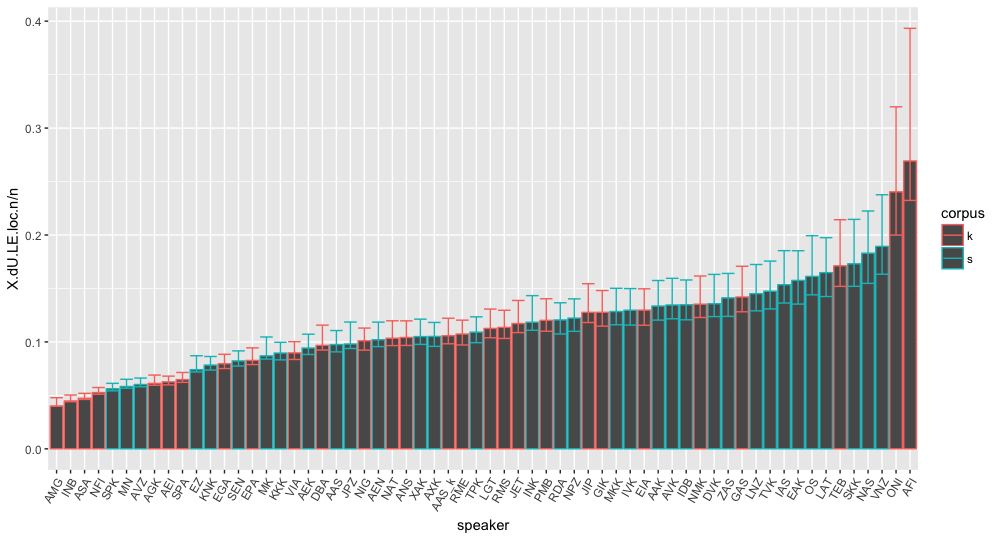 0.4
0.3
0.2
0.1
0.0
X.dU.LE.loc.n/n
AMG INB ASA NFI SPK MN AVZ AGK AEI SPA EZ KNK EGA SEN EPA MK KKK VIA AEK DBA AAS JPZ NIG AEN NAT ANS XAK AXK AAS_k RME TPK LGT RMS JET INK PMB RDA NPZ JIP GIK MKK IVK EIA AAK AVK IDB NMK DVK ZAS GAS LNZ TVK IAS EAK OS LAT TEB SKK NAS VNZ ONI AFI
speaker
corpus
k
s